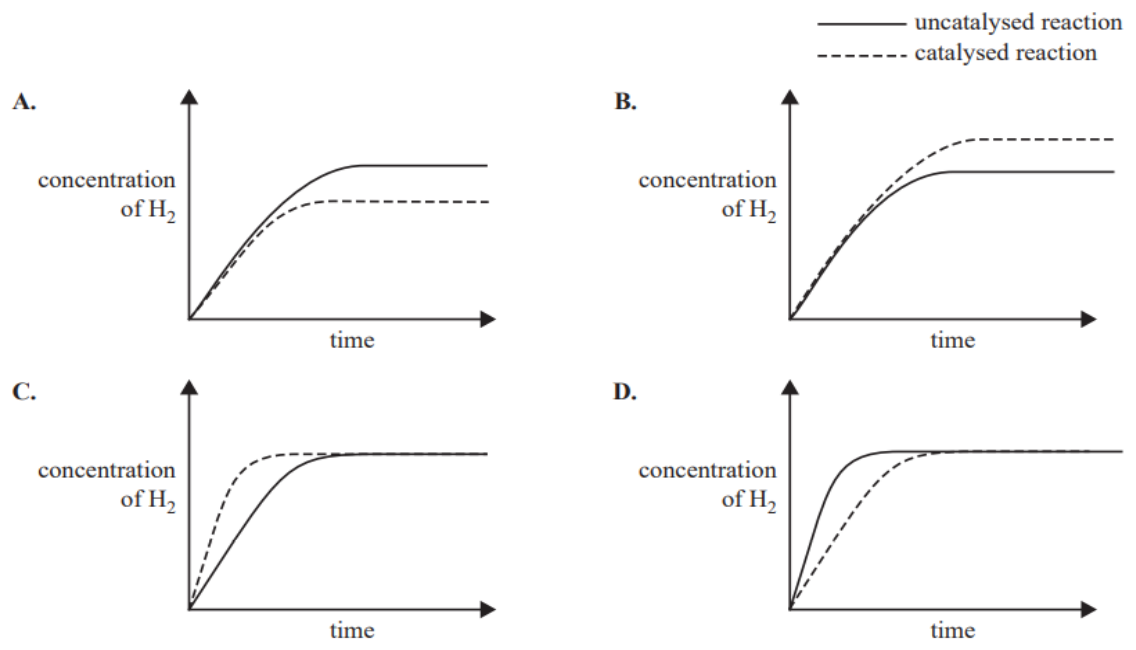 uncatalysed reaction
catalysed reaction
A.
concentration
of H₂
time
B.
concentration
of H₂
time
C.
concentration
of H₂
time
D.
concentration
of H₂
time